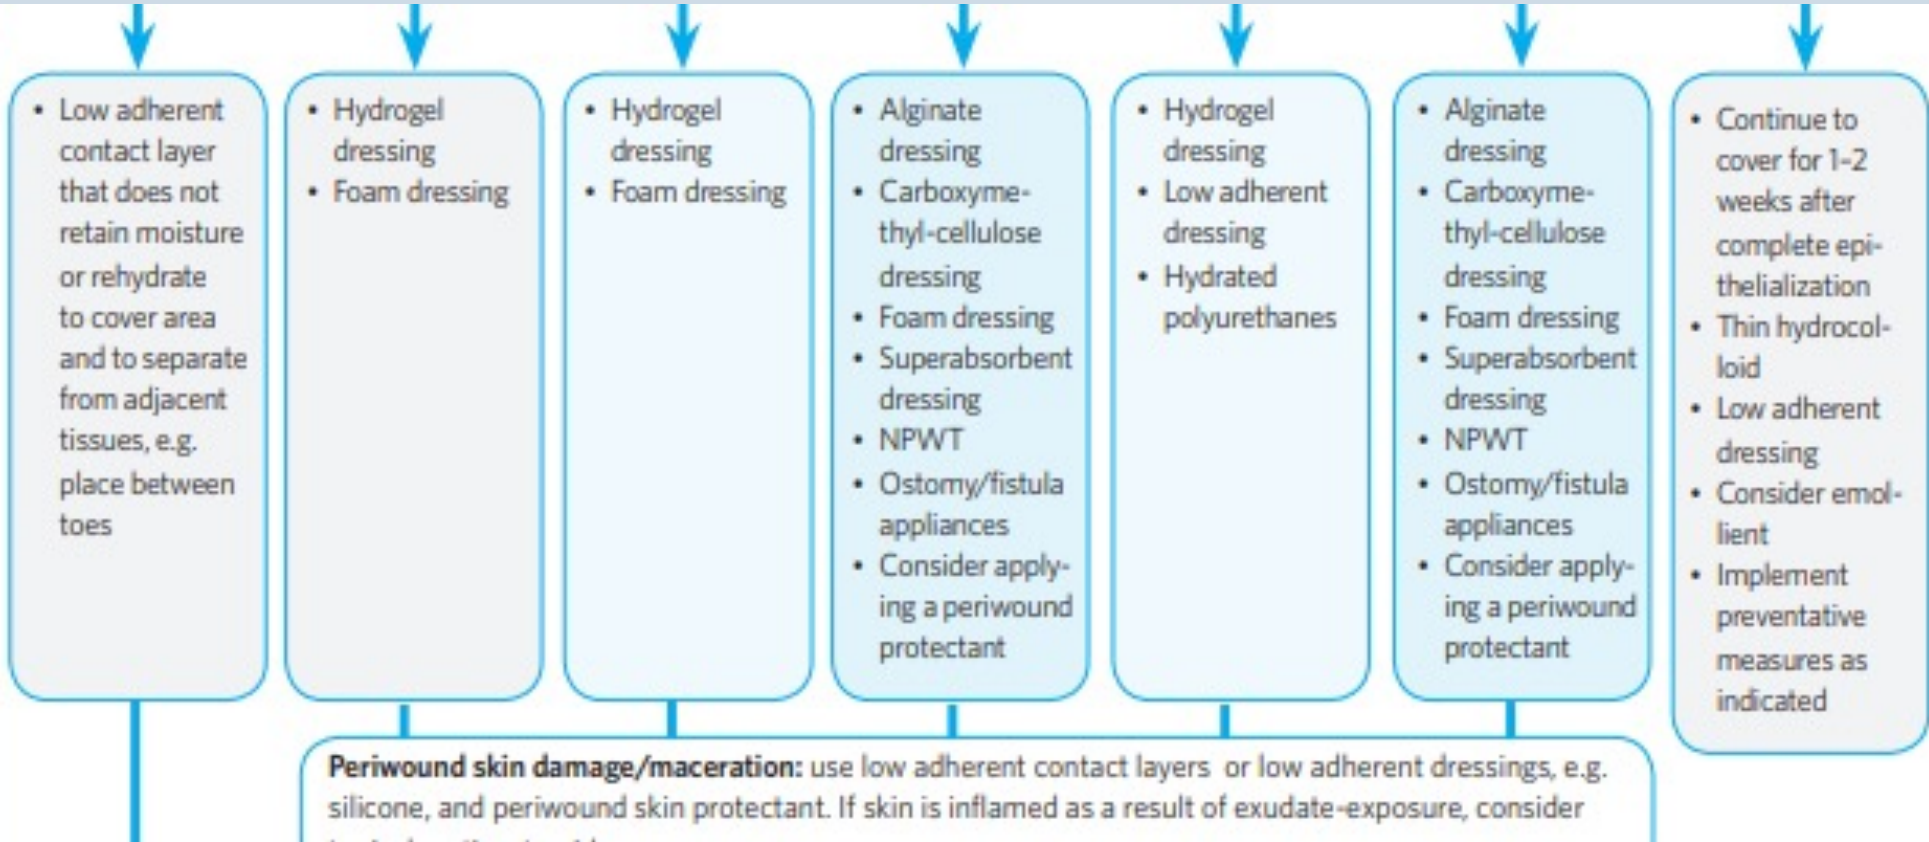 • Low adherent
contact layer
that does not
retain moisture
or rehydrate
to cover area
and to separate
from adjacent
tissues, e.g.
place between
toes
• Hydrogel
dressing
• Foam dressing
• Hydrogel
dressing
• Foam dressing
• Alginate
dressing
• Carboxyme-
thyl-cellulose
dressing
• Foam dressing
• Superabsorbent
dressing
• NPWT
• Ostomy/fistula
appliances
• Consider apply-
ing a periwound
protectant
• Hydrogel
dressing
• Low adherent
dressing
• Hydrated
polyurethanes
• Alginate
dressing
• Carboxyme-
thyl-cellulose
dressing
• Foam dressing
• Superabsorbent
dressing
• NPWT
• Ostomy/fistula
appliances
• Consider apply-
ing a periwound
protectant
• Continue to
cover for 1–2
weeks after
complete epi-
thelialization
• Thin hydrocol-
loid
• Low adherent
dressing
• Consider emol-
lient
• Implement
preventative
measures as
indicated
Periwound skin damage/maceration: use low adherent contact layers or low adherent dressings, e.g.
silicone, and periwound skin protectant. If skin is inflamed as a result of exudate-exposure, consider